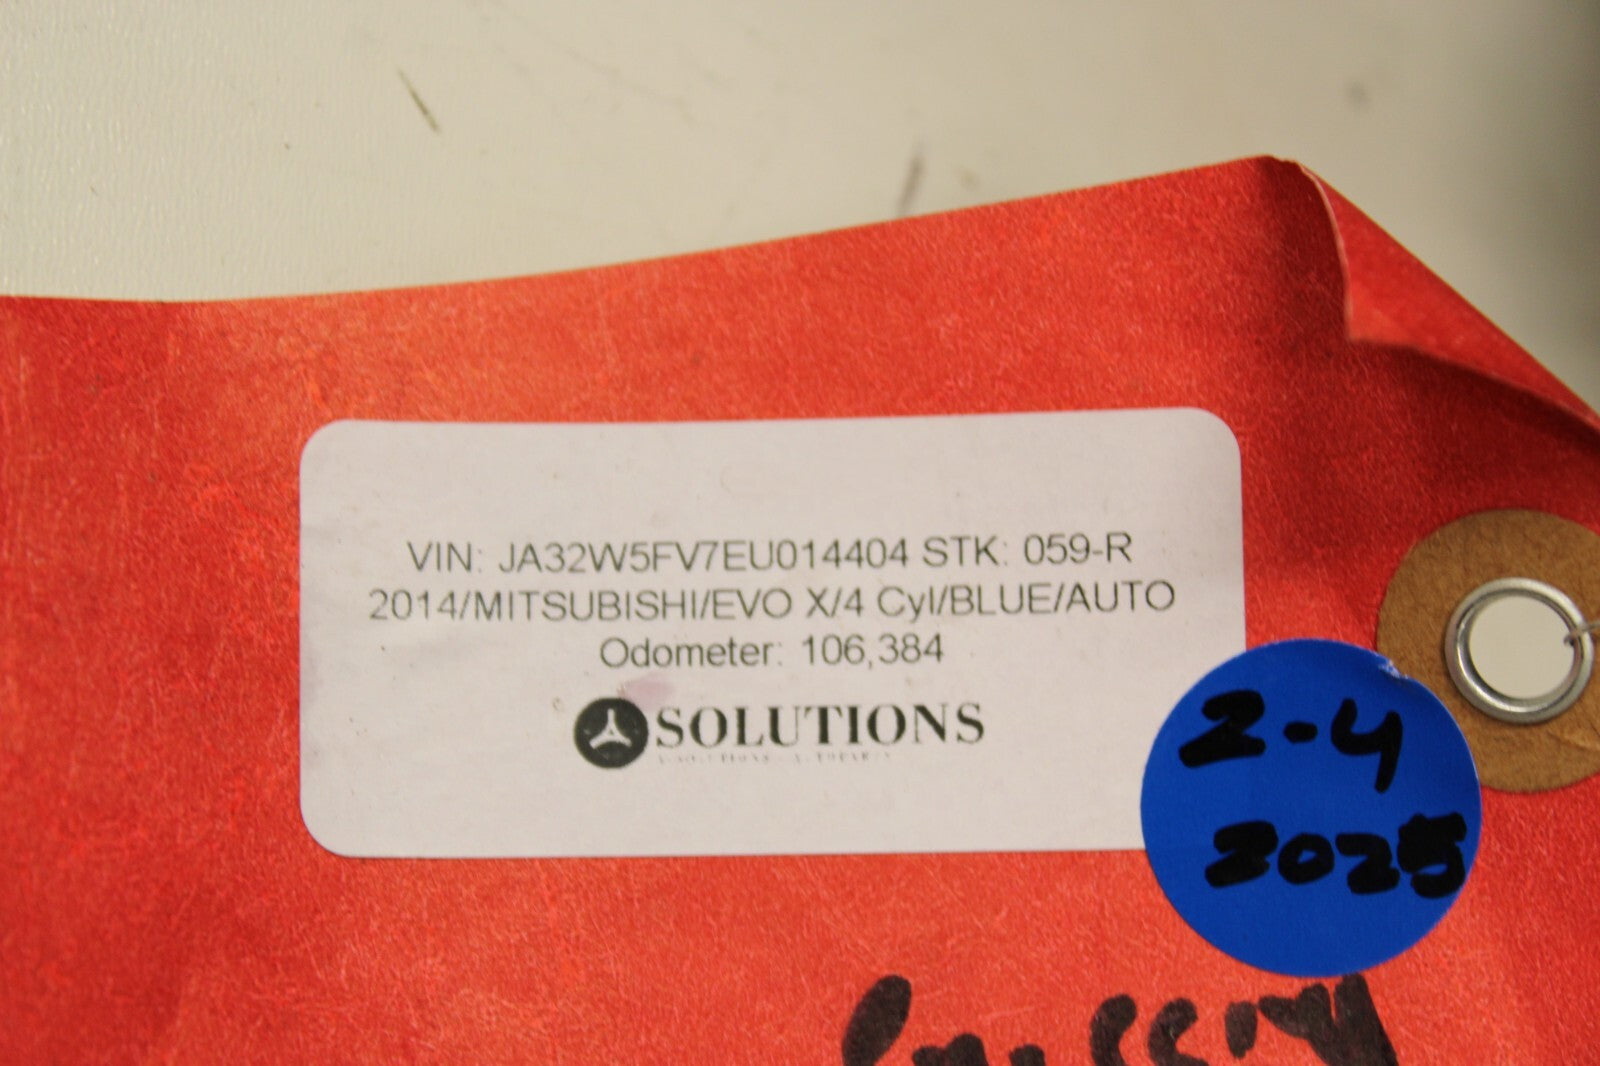 VIN: JA32W5FV7EU014404 STK: 059-R
2014/MITSUBISHI/EVO X/4 Cyl/BLUE/AUTO
Odometer: 106,384
SOLUTIONS
2-4
2025